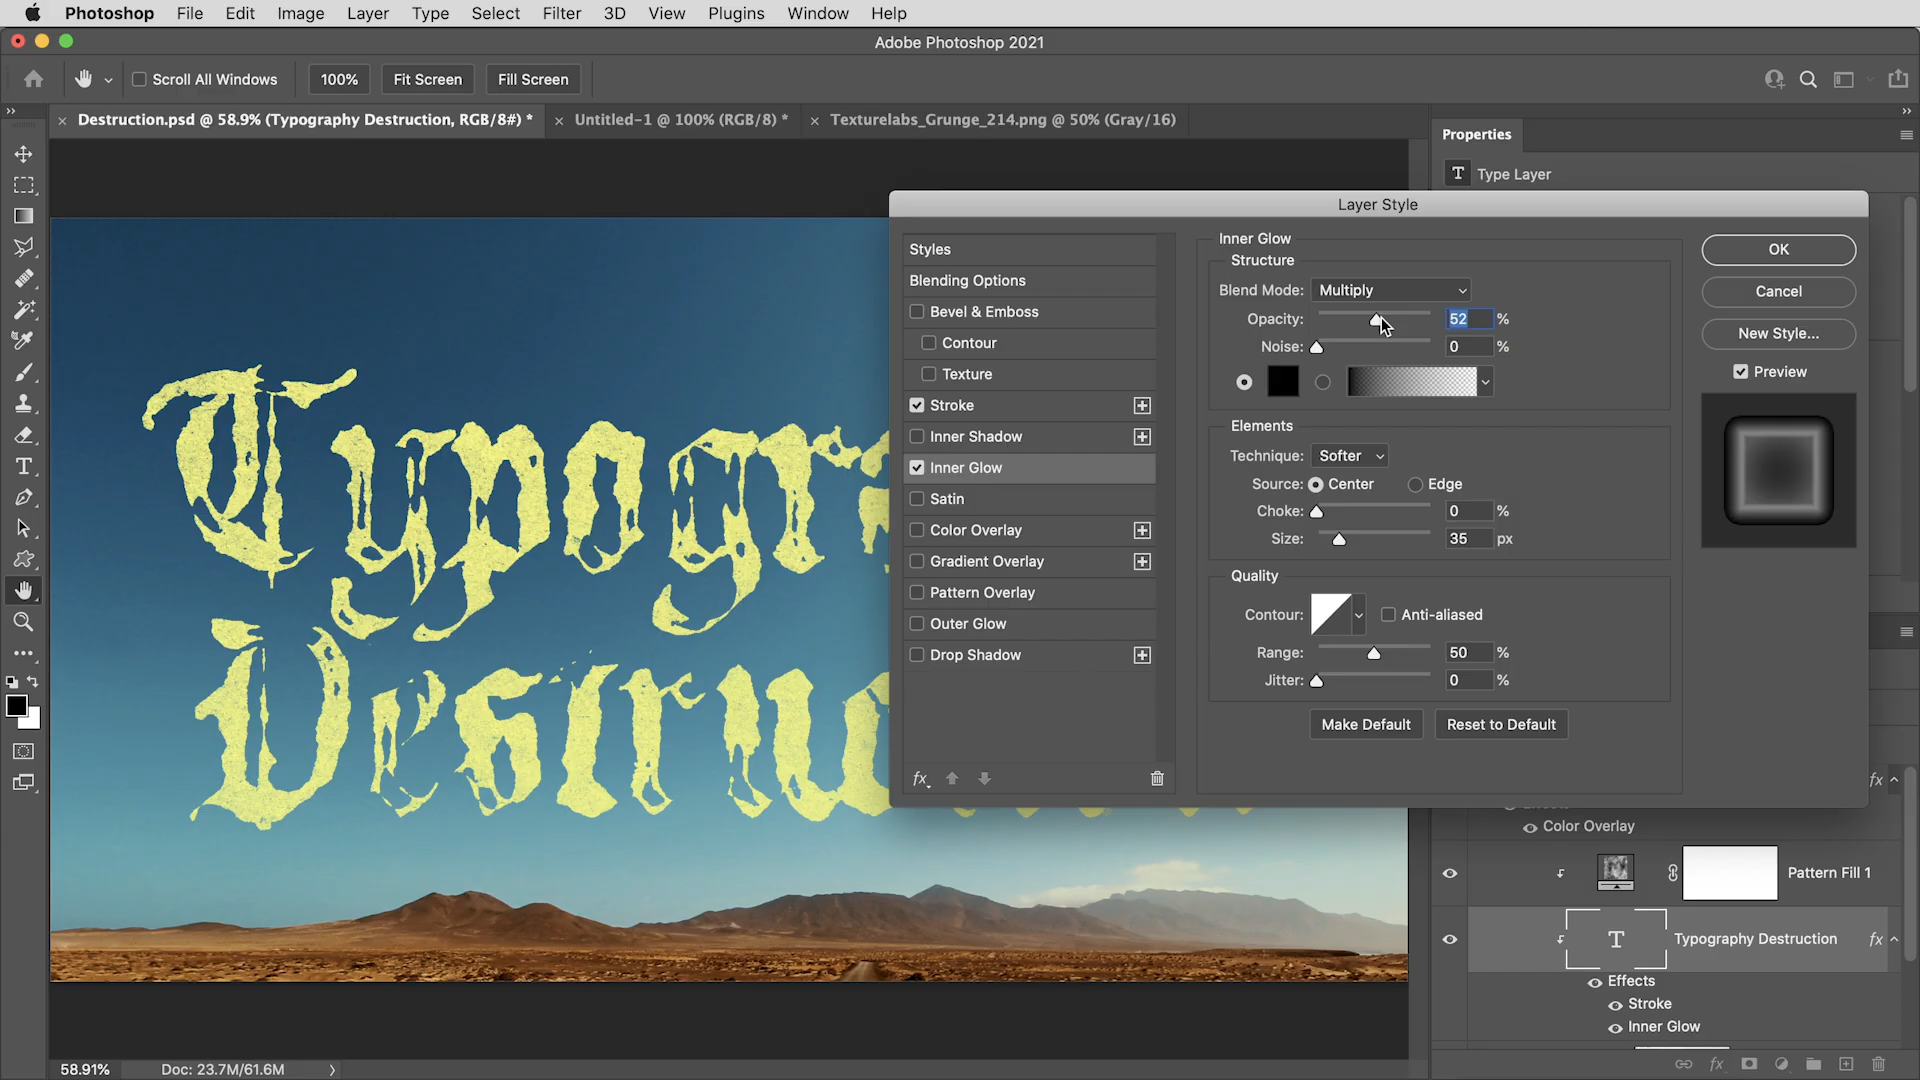 Photoshop File Edit Image Layer Type Select Filter 3D View Plugins Window Help
Adobe Photoshop 2021
Scroll All Windows 100% Fit Screen Fill Screen
Destruction.psd @ 58.9% (Typography Destruction, RGB/8#) * Untitled-1 @ 100% (RGB/8) * Texturelabs_Grunge_214.png @ 50% (Gray/16)
Properties
T Type Layer
Layer Style
Styles
Blending Options
Bevel & Emboss
Contour
Texture
Stroke
Inner Shadow
Inner Glow
Satin
Color Overlay
Gradient Overlay
Pattern Overlay
Outer Glow
Drop Shadow
fx
Inner Glow
Structure
Blend Mode: Multiply
Opacity: 52 %
Noise: 0 %
Elements
Technique: Softer
Source: Center Edge
Choke: 0 %
Size: 35 px
Quality
Contour: Anti-aliased
Range: 50 %
Jitter: 0 %
Make Default Reset to Default
OK
Cancel
New Style...
Preview
Typogra
Destru
fx
Color Overlay
Pattern Fill 1
T Typography Destruction fx
Effects
Stroke
Inner Glow
fx
58.91% Doc: 23.7M/61.6M